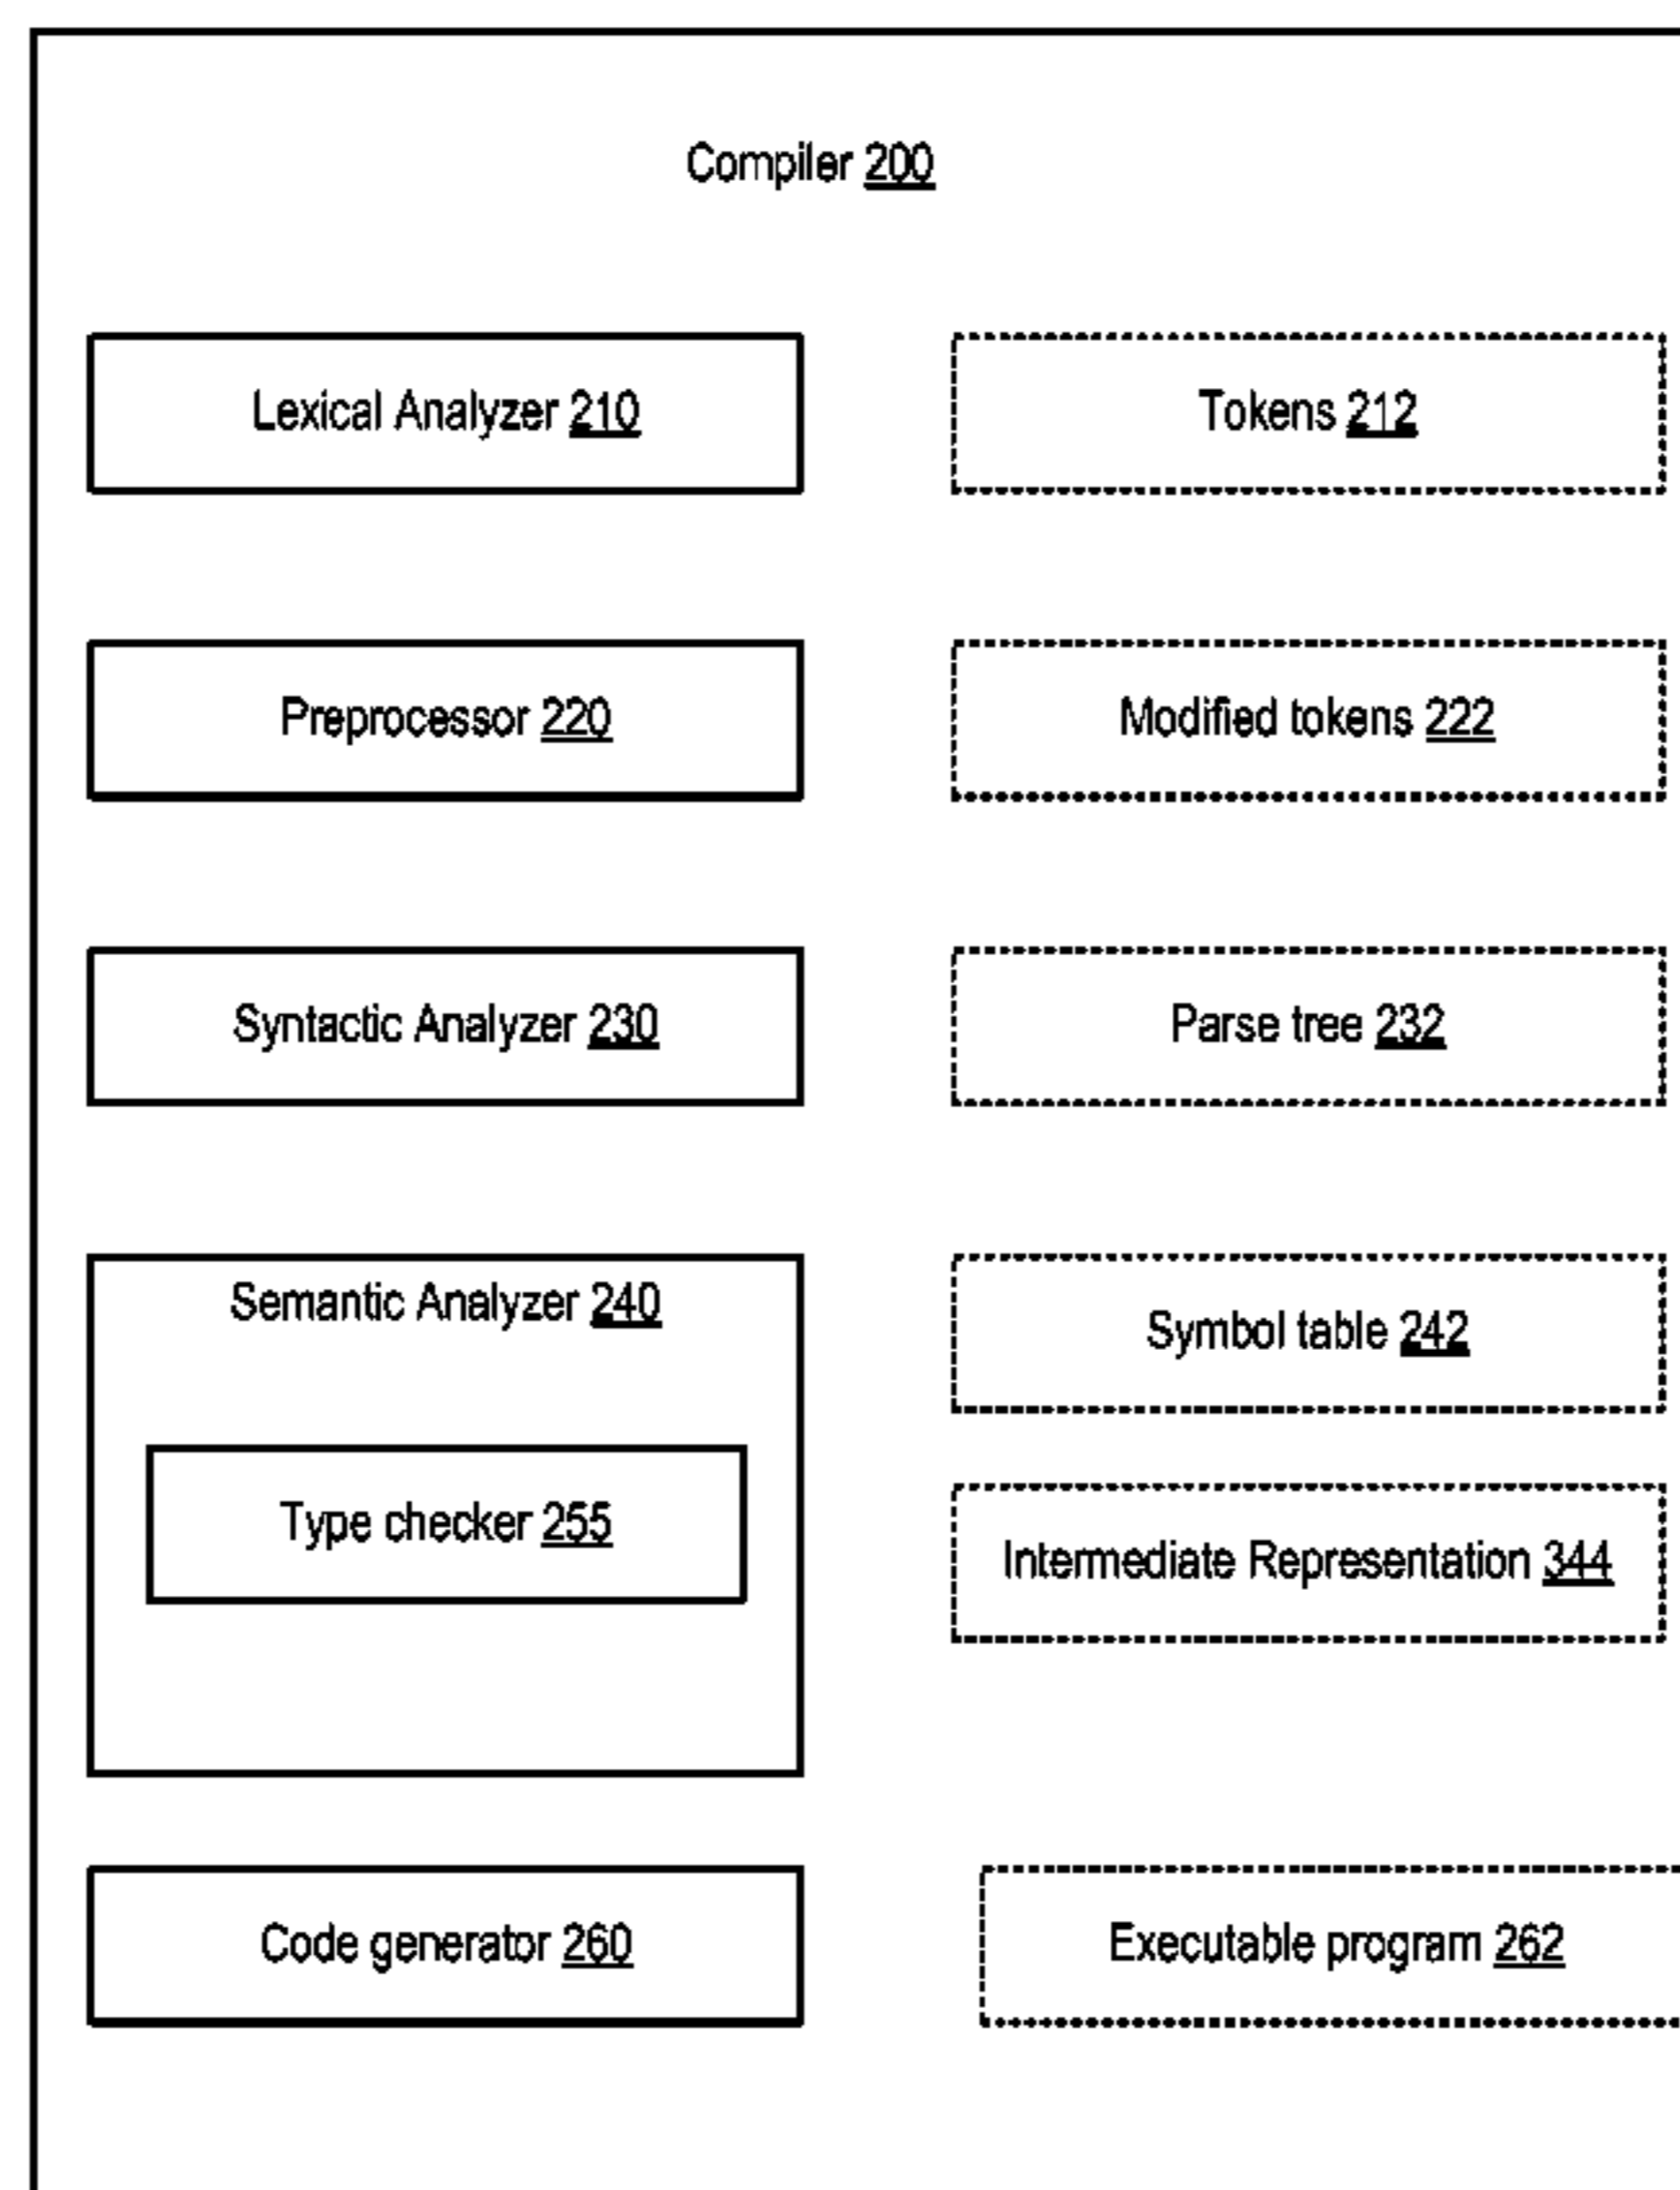 Compiler 200
Lexical Analyzer 210
Tokens 212
Preprocessor 220
Modified tokens 222
Syntactic Analyzer 230
Parse tree 232
Semantic Analyzer 240
Symbol table 242
Type checker 255
Intermediate Representation 344
Code generator 260
Executable program 262